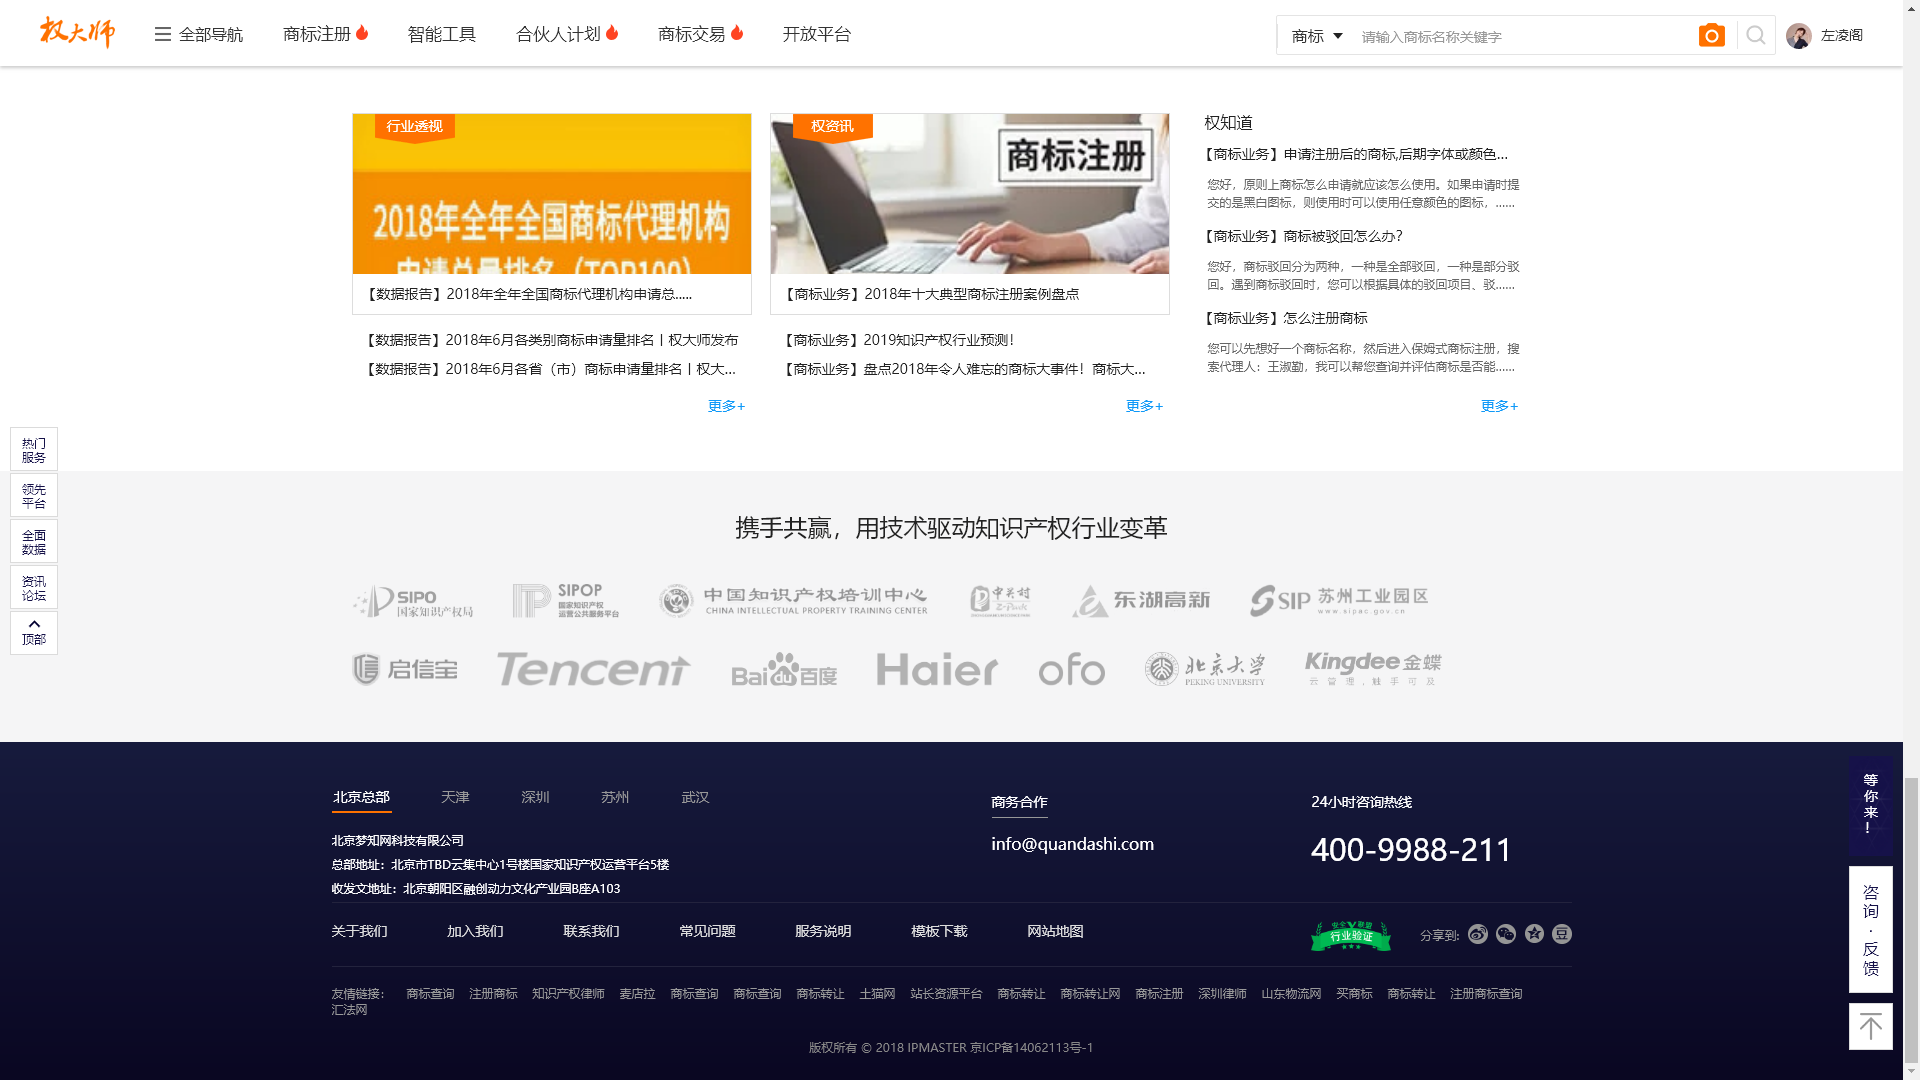 权大师
全部导航
商标注册
智能工具
合伙人计划
商标交易
开放平台
商标
请输入商标名称关键字
左凌阁
行业透视
2018年全年全国商标代理机构
申请总量排名（TOP100）
【数据报告】2018年全年全国商标代理机构申请总.....
【数据报告】2018年6月各类别商标申请量排名丨权大师发布
【数据报告】2018年6月各省（市）商标申请量排名丨权大...
更多+
权资讯
商标注册
【商标业务】2018年十大典型商标注册案例盘点
【商标业务】2019知识产权行业预测！
【商标业务】盘点2018年令人难忘的商标大事件！商标大...
更多+
权知道
【商标业务】申请注册后的商标,后期字体或颜色...
您好，原则上商标怎么申请就应该怎么使用。如果申请时提
交的是黑白图标，则使用时可以使用任意颜色的图标，......
【商标业务】商标被驳回怎么办？
您好，商标驳回分为两种，一种是全部驳回，一种是部分驳
回。遇到商标驳回时，您可以根据具体的驳回项目、驳......
【商标业务】怎么注册商标
您可以先想好一个商标名称，然后进入保姆式商标注册，搜
索代理人：王淑勤，我可以帮您查询并评估商标是否能......
更多+
热门
服务
领先
平台
全面
数据
资讯
论坛
顶部
携手共赢，用技术驱动知识产权行业变革
SIPO
国家知识产权局
SIPOP
国家知识产权
运营公共服务平台
中国知识产权培训中心
CHINA INTELLECTUAL PROPERTY TRAINING CENTER
中关村
Z-Park
东湖高新
SIP 苏州工业园区
www.sipac.gov.cn
启信宝
Tencent
Baidu百度
Haier
ofo
北京大学
PEKING UNIVERSITY
Kingdee金蝶
云管理，触手可及
北京总部
天津
深圳
苏州
武汉
北京梦知网科技有限公司
总部地址：北京市TBD云集中心1号楼国家知识产权运营平台5楼
收发文地址：北京朝阳区融创动力文化产业园B座A103
商务合作
info@quandashi.com
24小时咨询热线
400-9988-211
关于我们
加入我们
联系我们
常见问题
服务说明
模板下载
网站地图
安全联盟
行业验证
分享到:
豆
友情链接：
商标查询
注册商标
知识产权律师
麦店拉
商标查询
商标查询
商标转让
土猫网
站长资源平台
商标转让
商标转让网
商标注册
深圳律师
山东物流网
买商标
商标转让
注册商标查询
汇法网
版权所有 © 2018 IPMASTER 京ICP备14062113号-1
等你来！
咨询·反馈